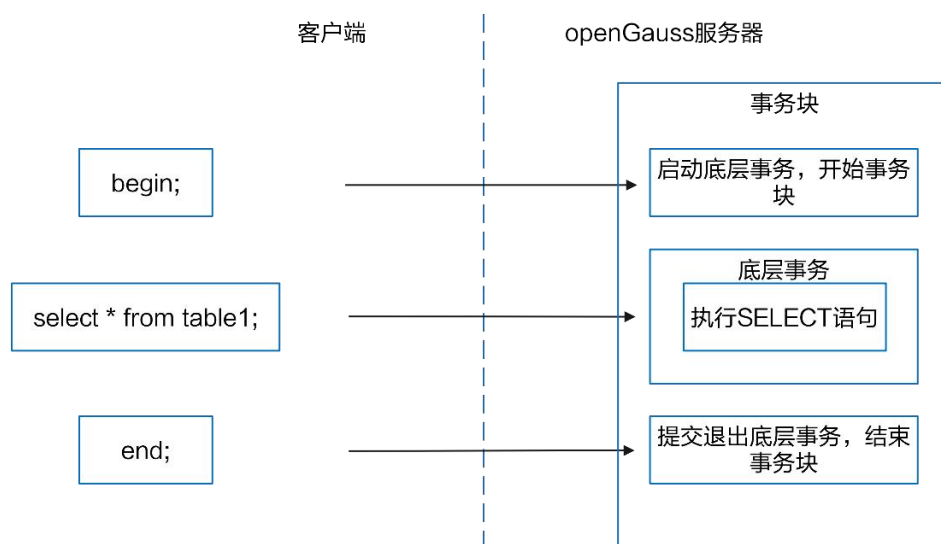 客户端
openGauss服务器
事务块
begin;
启动底层事务，开始事务
块
底层事务
select * from table1;
执行SELECT语句
end;
提交退出底层事务，结束
事务块